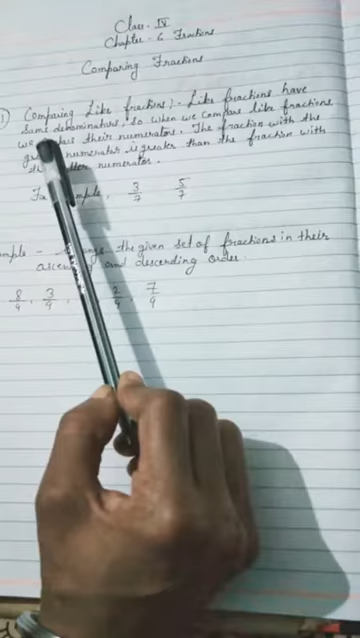 Class - IV
Chapter - 6 Fractions
Comparing Fractions
1) Comparing Like fractions :- Like fractions have
same denominators, so when we compare like fractions
we their numerators. The fraction with the
numerator is greater than the fraction with
numerator.
3/7 5/7
the given set of fractions in their
and descending order.
8/9, 3/9, 2/9, 7/9